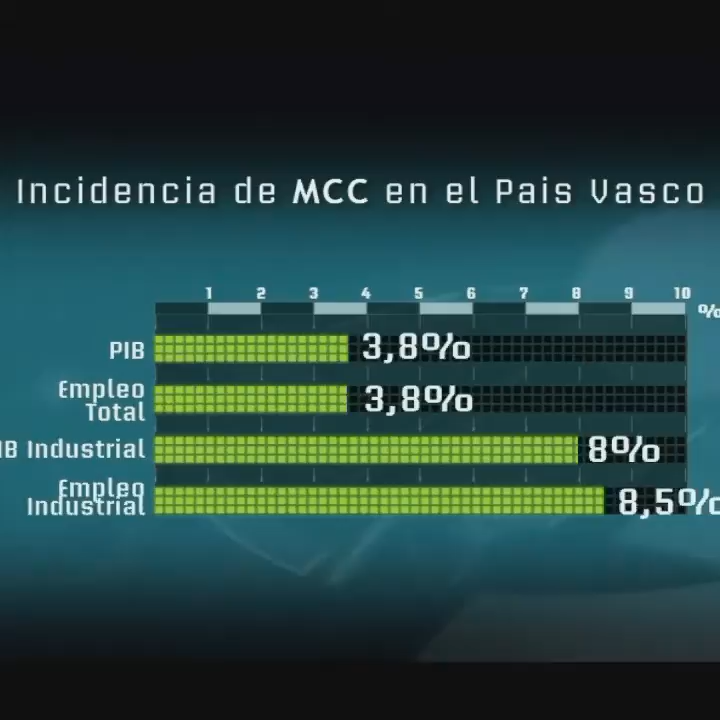 Incidencia de MCC en el Pais Vasco
1 2 3 4 5 6 7 8 9 10
%
PIB 3,8%
Empleo
Total 3,8%
IB Industrial 8%
Empleo
Industrial 8,5%